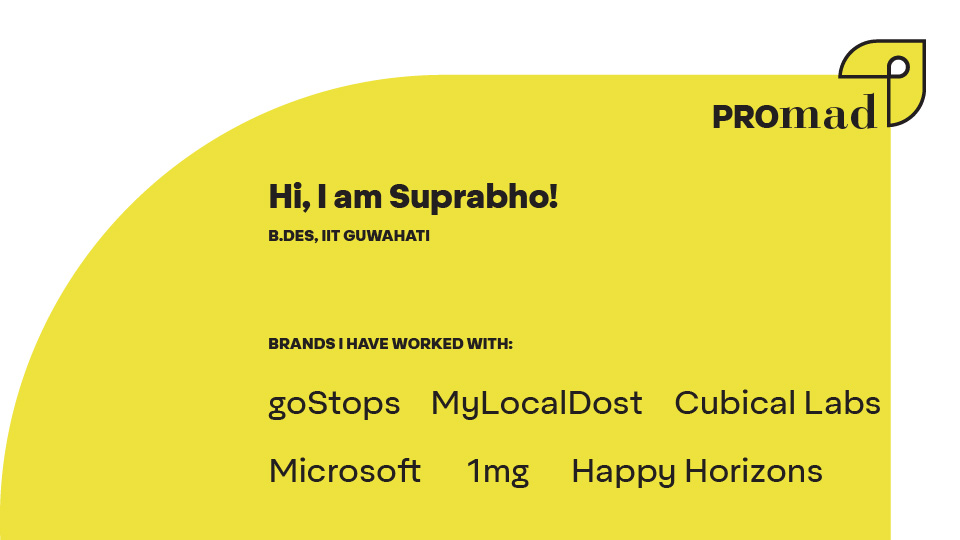 PROmad
Hi, I am Suprabho!
B.DES, IIT GUWAHATI
BRANDS I HAVE WORKED WITH:
goStops MyLocalDost Cubical Labs
Microsoft 1mg Happy Horizons